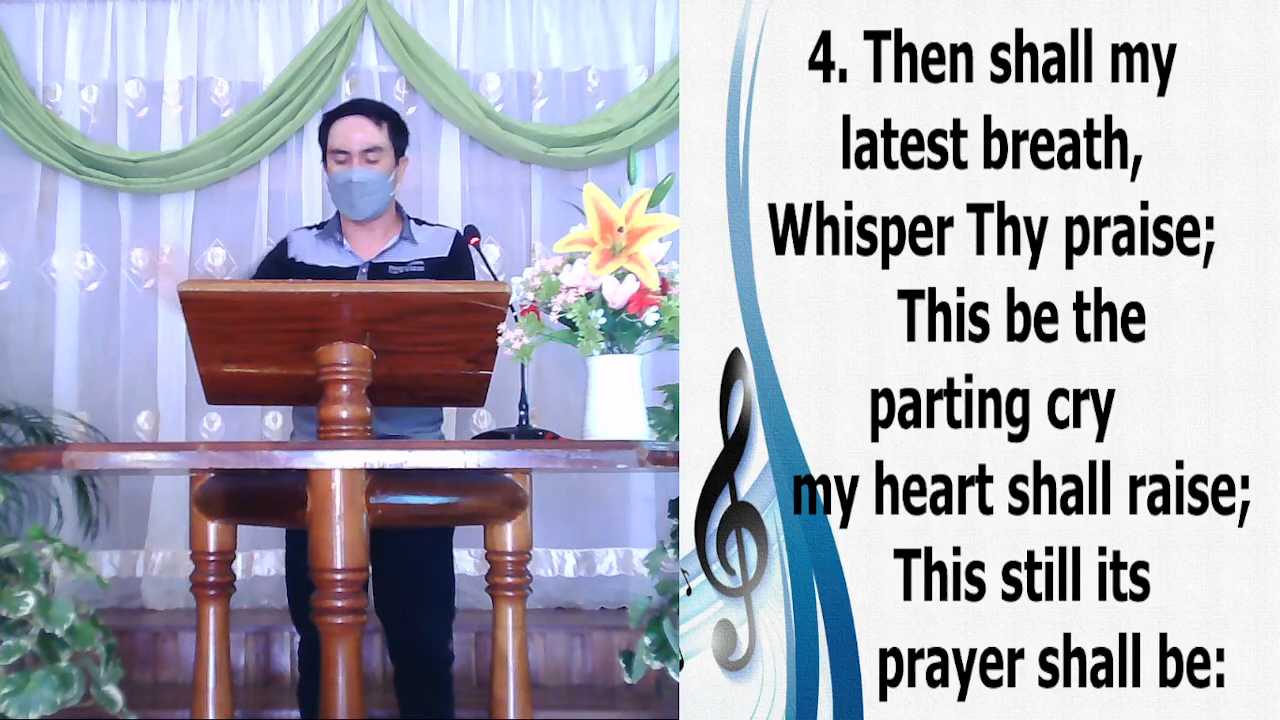 4. Then shall my
latest breath,
Whisper Thy praise;
This be the
parting cry
my heart shall raise;
This still its
prayer shall be: